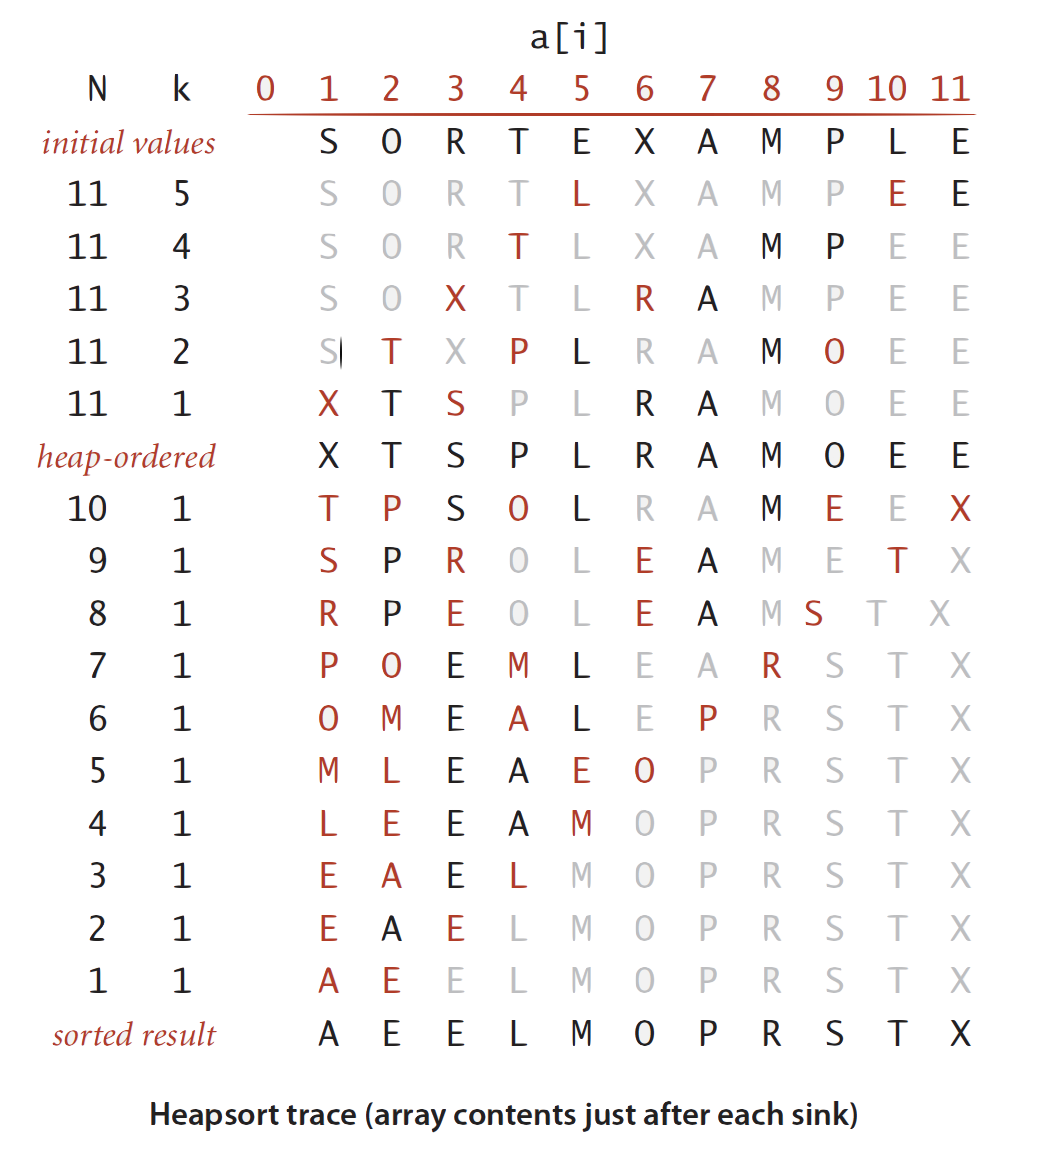 a[i]
N k 0 1 2 3 4 5 6 7 8 9 10 11
initial values S O R T E X A M P L E
11 5 S O R T L X A M P E E
11 4 S O R T L X A M P E E
11 3 S O X T L R A M P E E
11 2 S T X P L R A M O E E
11 1 X T S P L R A M O E E
heap-ordered X T S P L R A M O E E
10 1 T P S O L R A M E E X
9 1 S P R O L E A M E T X
8 1 R P E O L E A M S T X
7 1 P O E M L E A R S T X
6 1 O M E A L E P R S T X
5 1 M L E A E O P R S T X
4 1 L E E A M O P R S T X
3 1 E A E L M O P R S T X
2 1 E A E L M O P R S T X
1 1 A E E L M O P R S T X
sorted result A E E L M O P R S T X
Heapsort trace (array contents just after each sink)